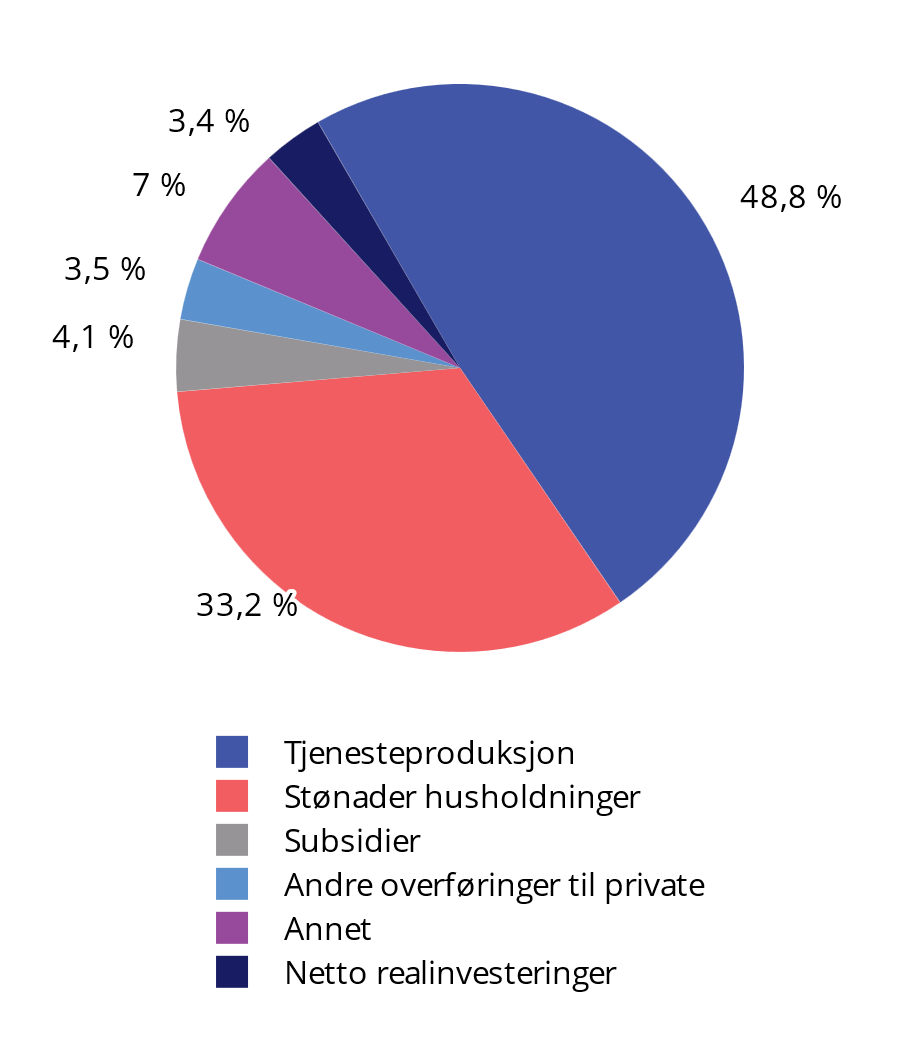 3,4 %
7 %
48,8 %
3,5 %
4,1 %
33,2 %
Tjenesteproduksjon
Stønader husholdninger
Subsidier
Andre overføringer til private
Annet
Netto realinvesteringer